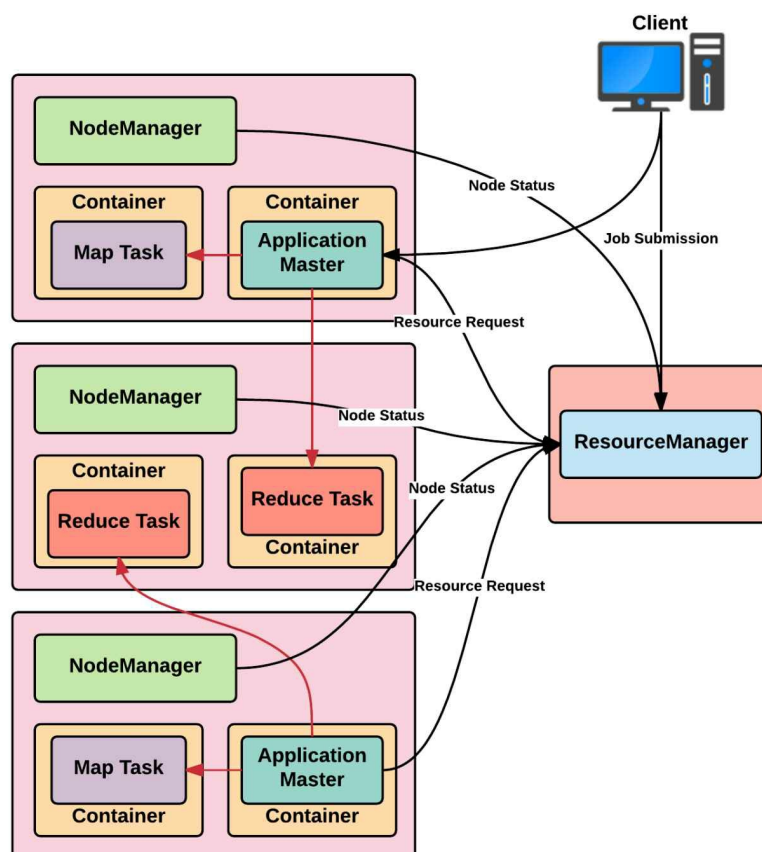 Client
NodeManager
Node Status
Container
Container
Map Task
Application
Master
Job Submission
Resource Request
NodeManager
Node Status
ResourceManager
Container
Reduce Task
Reduce Task
Container
Node Status
Resource Request
NodeManager
Map Task
Application
Master
Container
Container